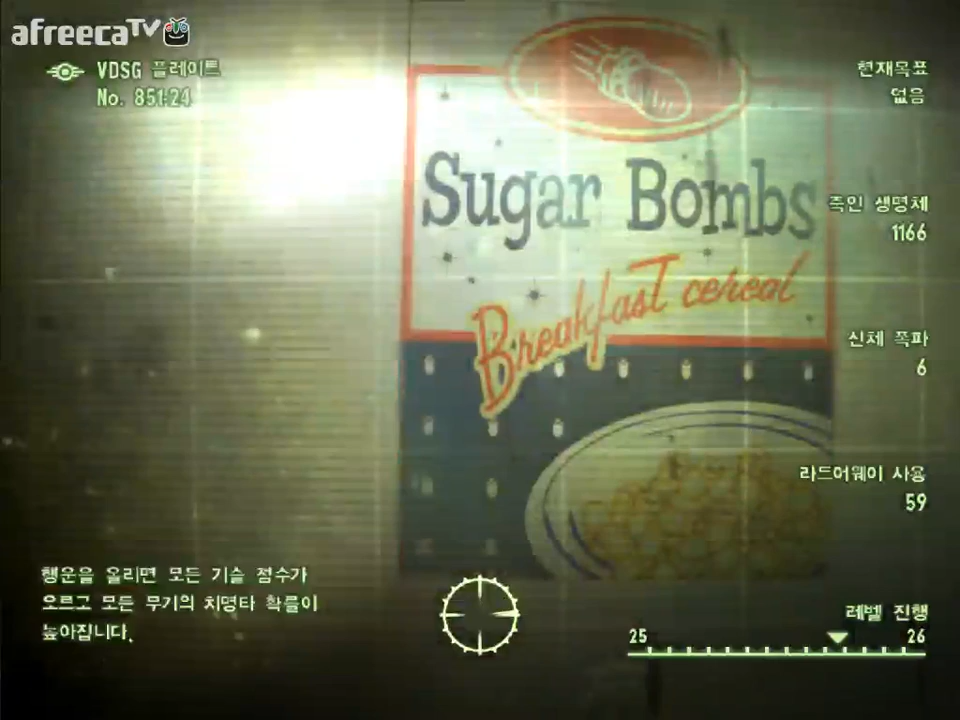 afreecaTV
VDSG 플레이트
No. 851:24
현재목표
없음
Sugar Bombs
Breakfast cereal
죽인 생명체
1166
신체 폭파
6
라드어웨이 사용
59
행운을 올리면 모든 기술 점수가
오르고 모든 무기의 치명타 확률이
높아집니다.
레벨 진행
25
26